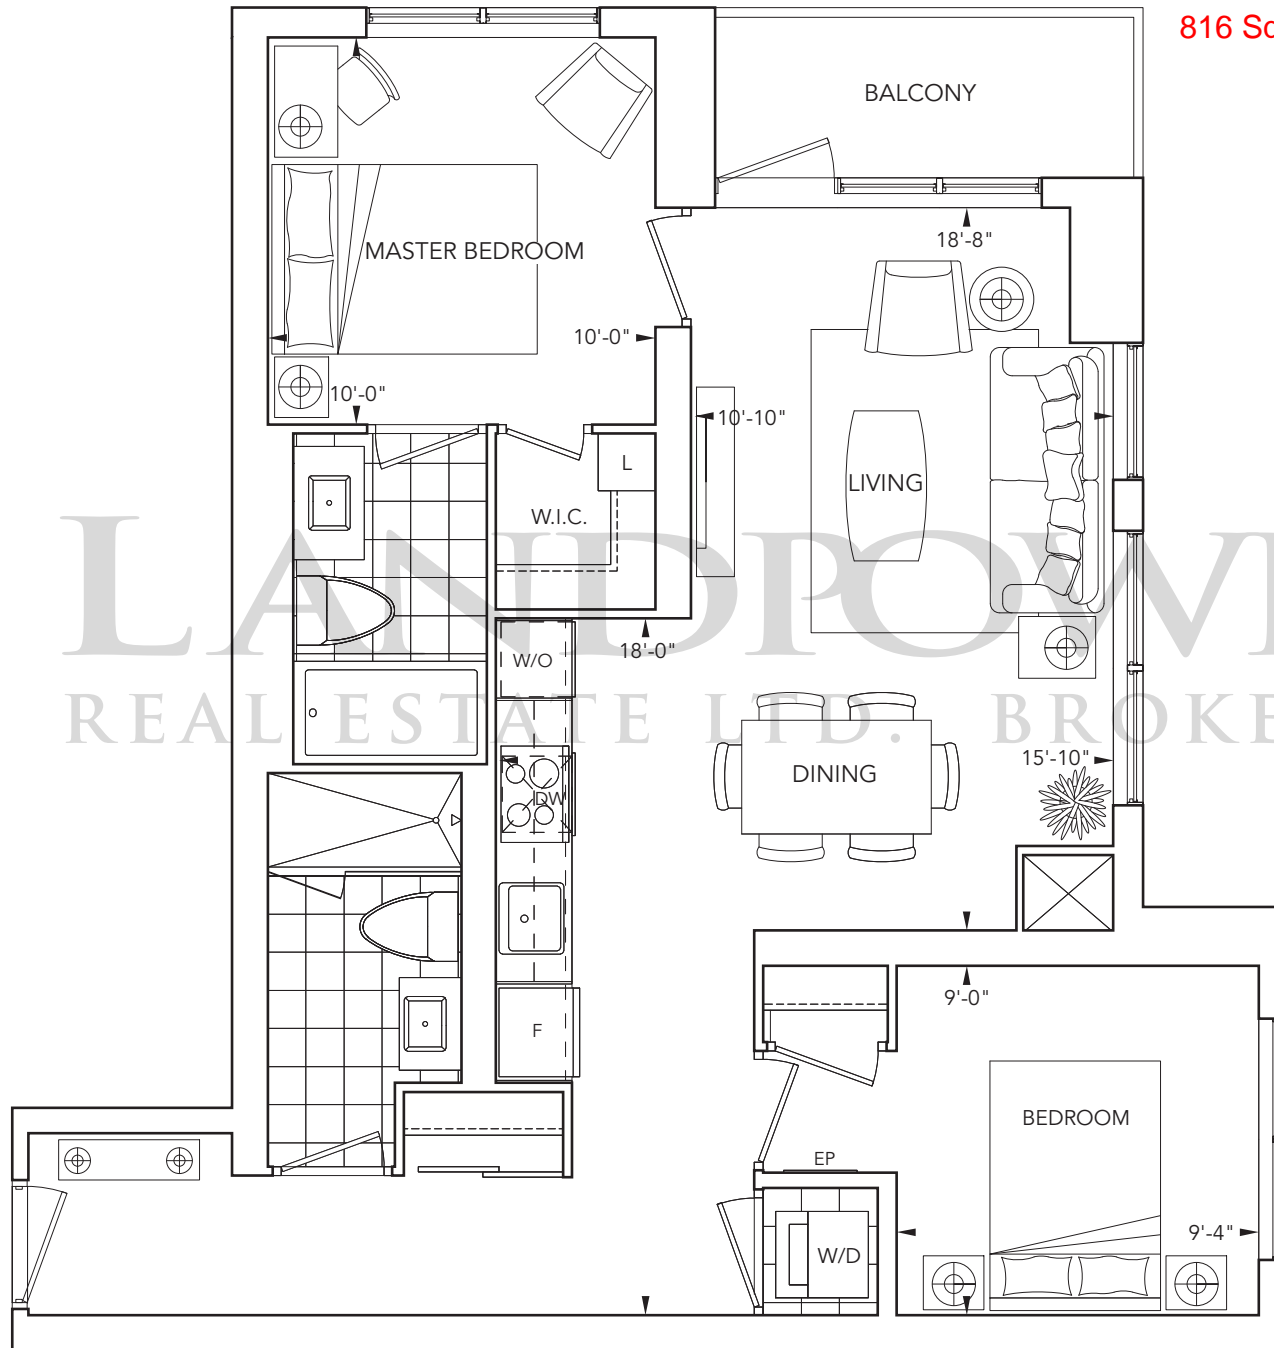 816 Sq
BALCONY
18'-8"
MASTER BEDROOM
10'-0"
10'-0"
10'-10"
L
LIVING
W.I.C.
LANDPOWE
W/O
18'-0"
REAL ESTATE LTD. BROKE
15'-10"
DINING
DW
9'-0"
F
BEDROOM
EP
9'-4"
W/D